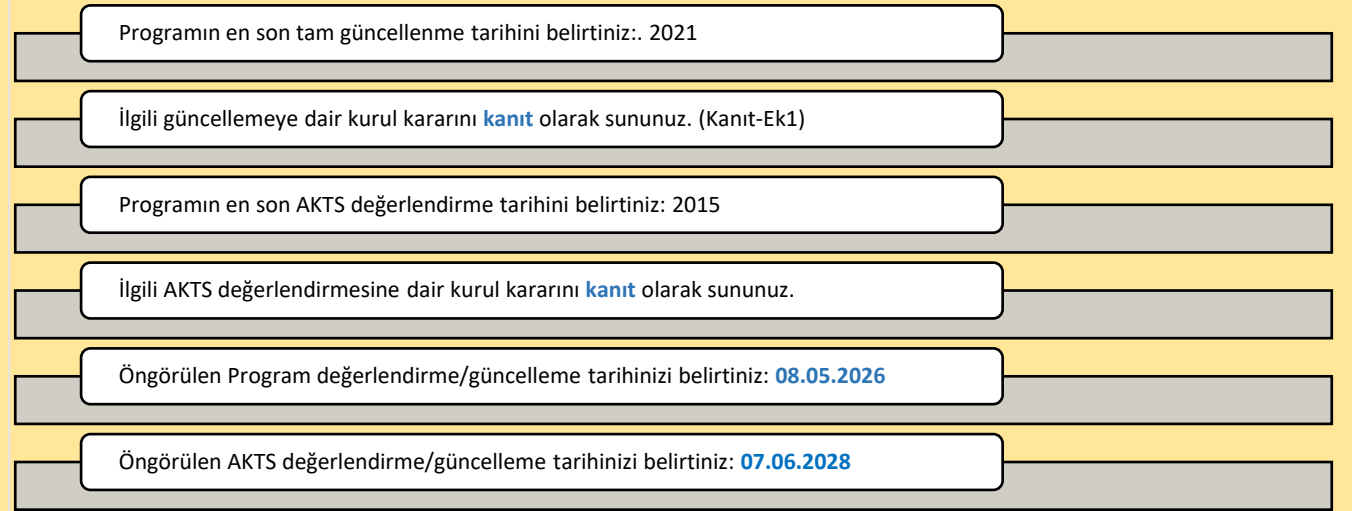 Programın en son tam güncellenme tarihini belirtiniz:. 2021
İlgili güncellemeye dair kurul kararını kanıt olarak sununuz. (Kanıt-Ek1)
Programın en son AKTS değerlendirme tarihini belirtiniz: 2015
İlgili AKTS değerlendirmesine dair kurul kararını kanıt olarak sununuz.
Öngörülen Program değerlendirme/güncelleme tarihinizi belirtiniz: 08.05.2026
Öngörülen AKTS değerlendirme/güncelleme tarihinizi belirtiniz: 07.06.2028